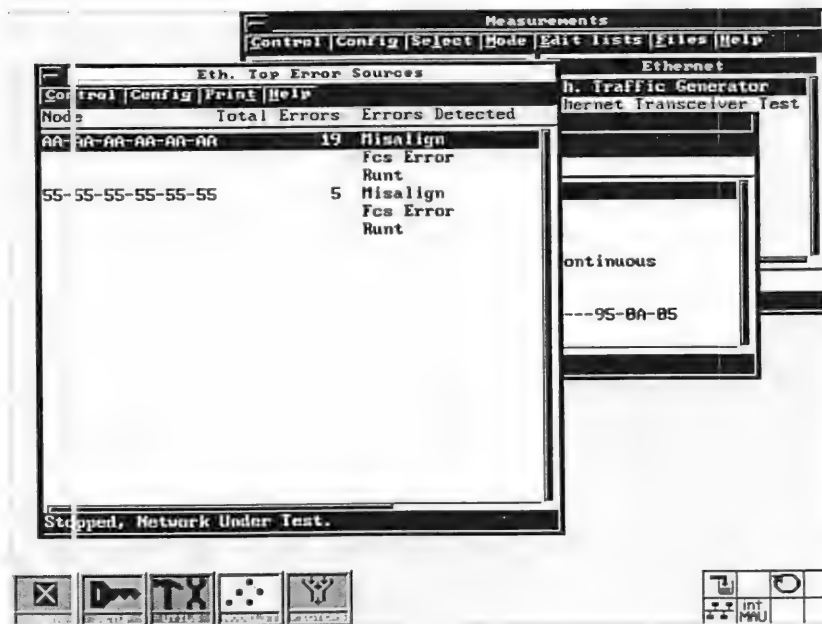 Measurements
Control Config Select Mode Edit lists Files Help
Ethernet
h. Traffic Generator
hernet Transceiver Test
Eth. Top Error Sources
Control Config Print Help
Node Total Errors Errors Detected
AA-AA-AA-AA-AA-AA 19 Misalign
Fcs Error
Runt
55-55-55-55-55-55 5 Misalign
Fcs Error
Runt
ontinuous
---95-0A-05
Stopped, Network Under Test.
UTILS
int
MAU